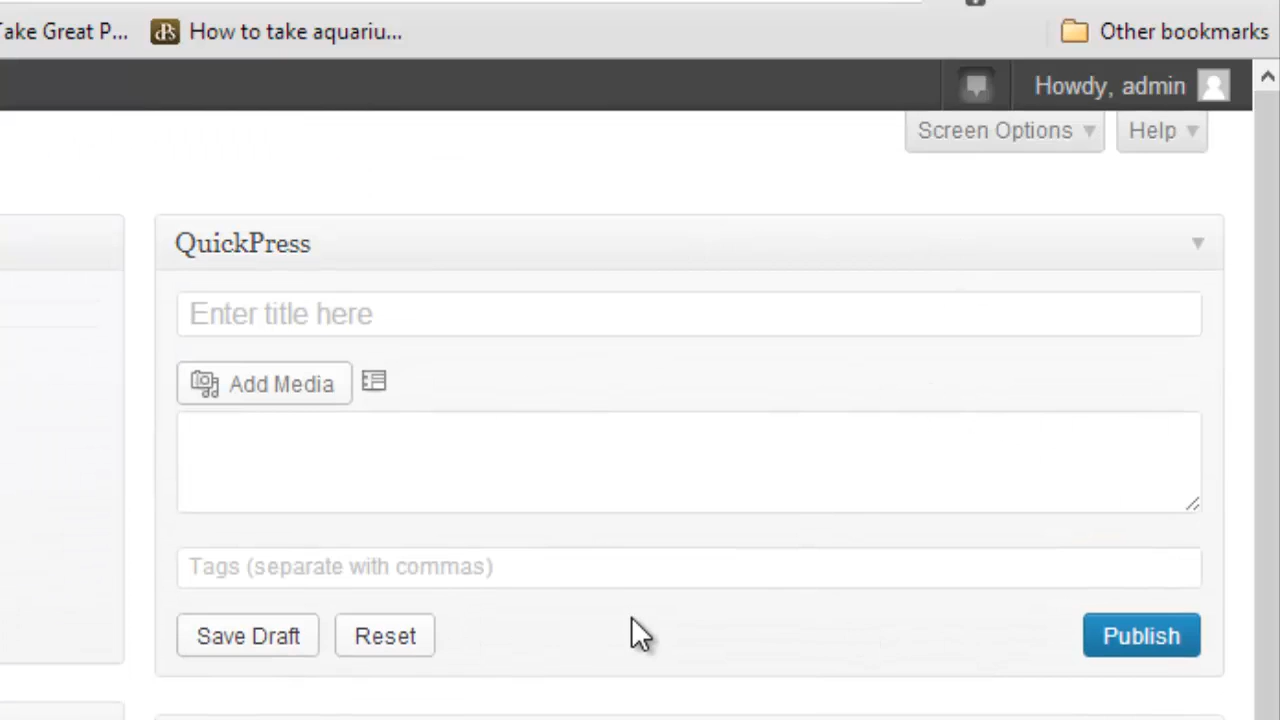 Take Great P... How to take aquariu... Other bookmarks
Howdy, admin
Screen Options Help
QuickPress
Enter title here
Add Media
Tags (separate with commas)
Save Draft Reset Publish